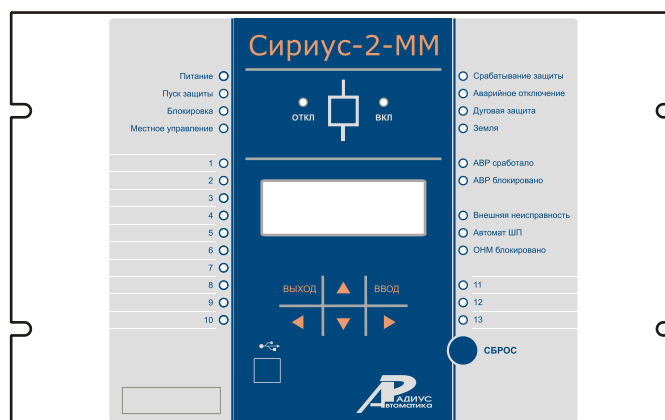 Сириус-2-ММ
Питание
Пуск защиты
Блокировка
Местное управление
1
2
3
4
5
6
7
8
9
10
ОТКЛ
ВКЛ
ВЫХОД
ВВОД
Срабатывание защиты
Аварийное отключение
Дуговая защита
Земля
АВР сработало
АВР блокировано
Внешняя неисправность
Автомат ШП
ОНМ блокировано
11
12
13
СБРОС
РАДИУС
Автоматика